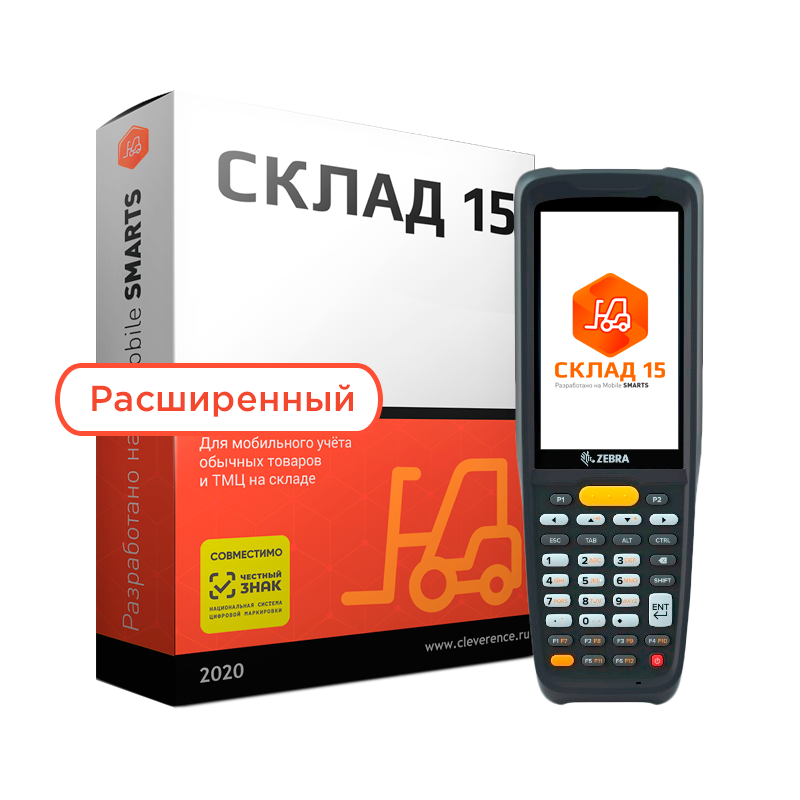 СКЛАД 15
Разработано на Mobile SMARTS
Расширенный
Для мобильного учёта
обычных товаров
и ТМЦ на складе
СОВМЕСТИМО
ЧЕСТНЫЙ
ЗНАК
НАЦИОНАЛЬНАЯ СИСТЕМА
ЦИФРОВОЙ МАРКИРОВКИ
www.cleverence.ru
2020
СКЛАД 15
Разработано на Mobile SMARTS
ZEBRA
P1 P2
ESC TAB ALT CTRL
1 2 3
4 5 6 SHIFT
7 8 9 ENT
. 0
F1 F7 F2 F8 F3 F9 F4 F10
F5 F11 F6 F12